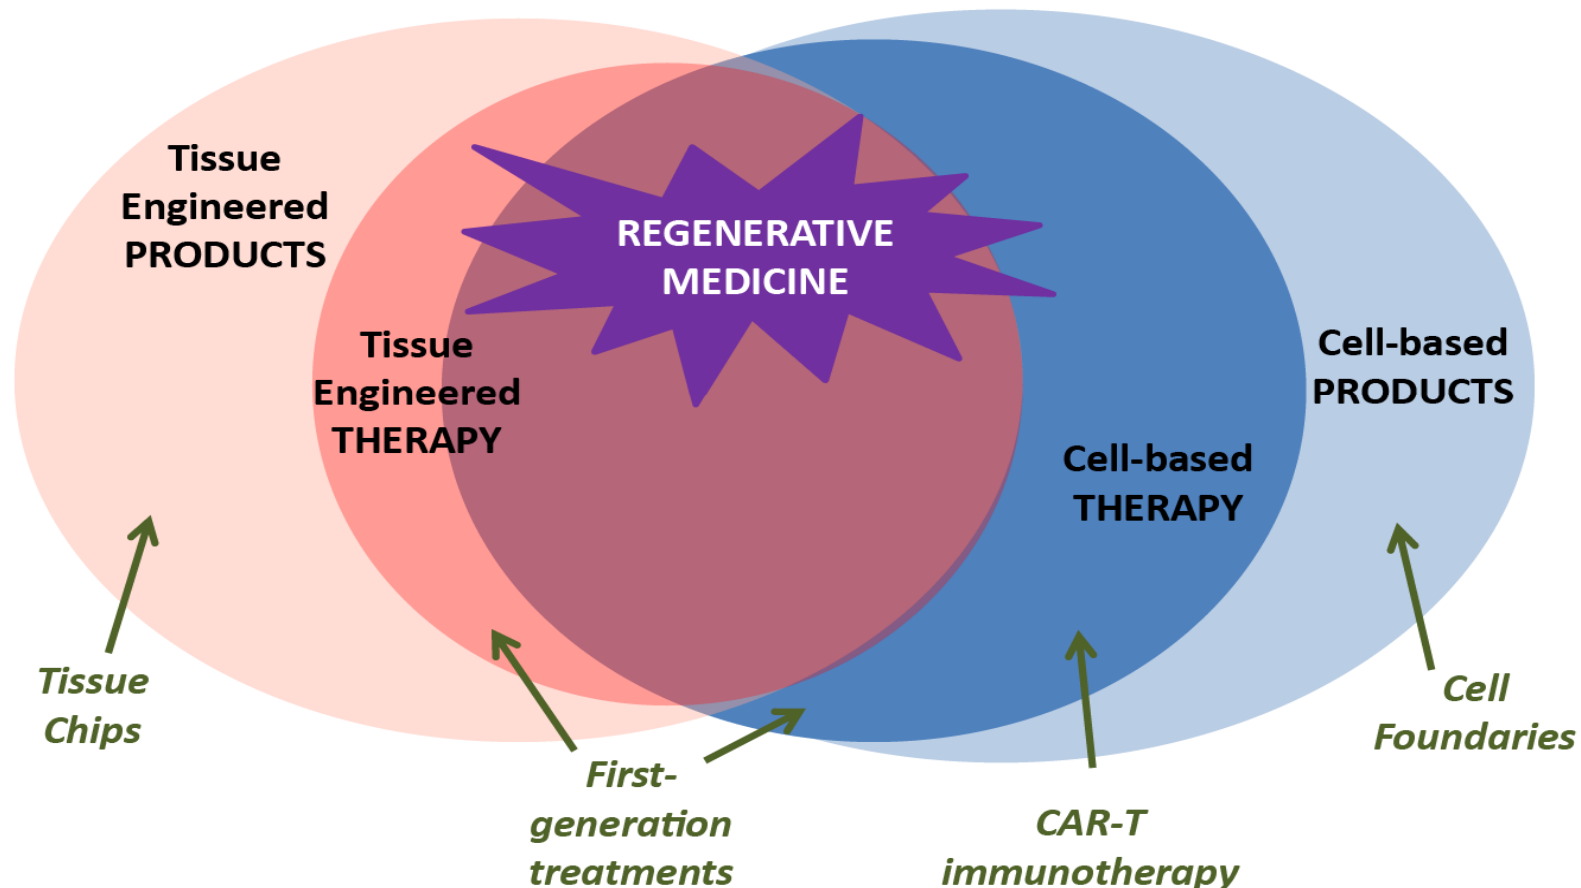 Tissue
Engineered
PRODUCTS
REGENERATIVE
MEDICINE
Tissue
Engineered
THERAPY
Cell-based
PRODUCTS
Cell-based
THERAPY
Tissue
Chips
First-
generation
treatments
CAR-T
immunotherapy
Cell
Foundaries